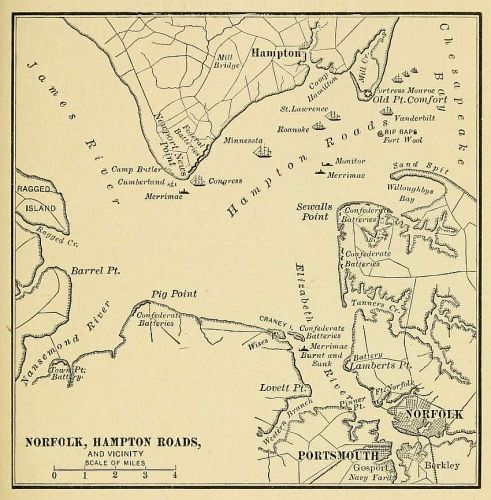 Mill
Bridge
Hampton
Camp
Hamilton
Mill Cr.
Chesapeake
Bay
James River
Fortress Monroe
Old Pt. Comfort
St. Lawrence
Vanderbilt
Roanoke
RIP RAPS
Fort Wool
Newport News
Point
Federal
Batteries
Minnesota
Hampton Roads
Camp Butler
Cumberland
Congress
Merrimac
Monitor
Merrimac
Sand Spit
Willoughbys
Bay
RAGGED
ISLAND
Ragged Cr.
Sewalls
Point
Confederate
Batteries
Confederate
Batteries
Barrel Pt.
Pig Point
Confederate
Batteries
Tanners Cr.
Elizabeth
River
Nansemond River
CRANEY I.
Confederate
Batteries
Wises
Merrimac
Burnt and
Sunk
Battery
Lamberts Pt.
Town Pt.
Battery
Lovett Pt.
Ft. Norfolk
Pinner
Pt.
Western Branch
NORFOLK
NORFOLK, HAMPTON ROADS,
AND VICINITY
SCALE OF MILES
0 1 2 3 4
PORTSMOUTH
Gosport
Navy Yard
Berkley